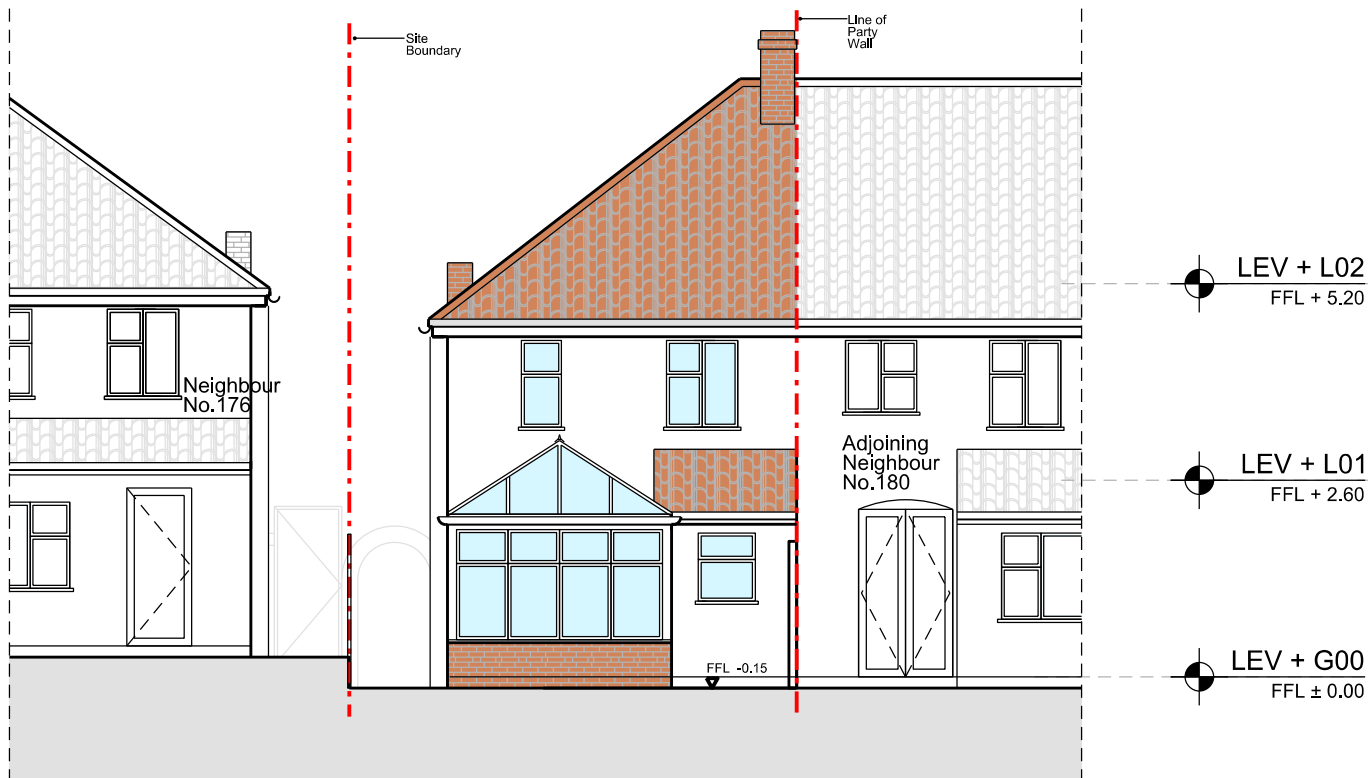 Site
Boundary
Line of
Party
Wall
LEV + L02
FFL + 5.20
Neighbour
No.176
Adjoining
Neighbour
No.180
LEV + L01
FFL + 2.60
FFL -0.15
LEV + G00
FFL ± 0.00